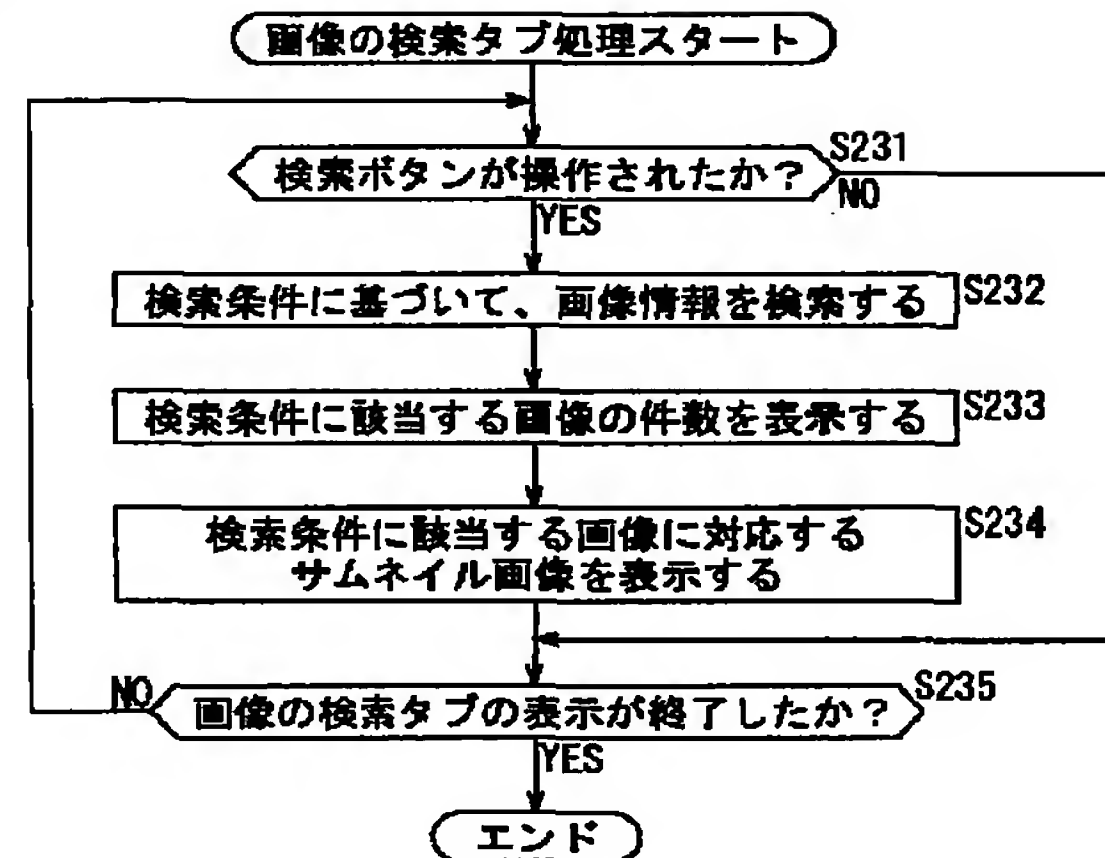 画像の検索タブ処理スタート
検索ボタンが操作されたか？
S231
NO
YES
検索条件に基づいて、画像情報を検索する
S232
検索条件に該当する画像の件数を表示する
S233
検索条件に該当する画像に対応する
サムネイル画像を表示する
S234
NO
画像の検索タブの表示が終了したか？
S235
YES
エンド